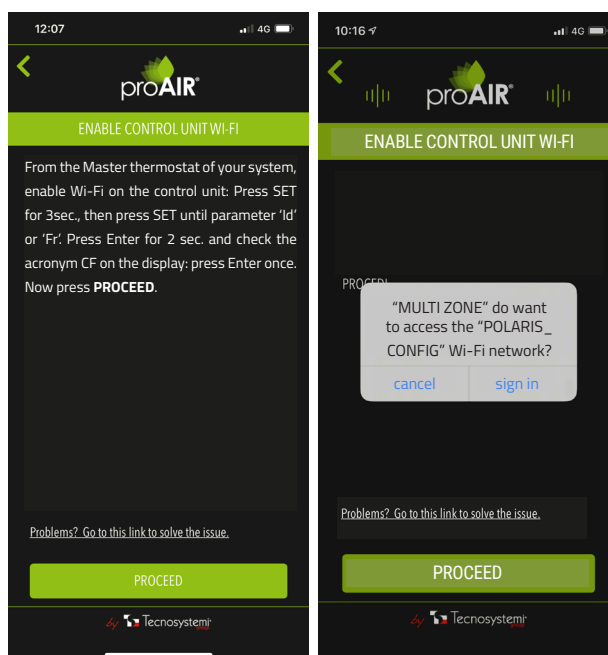 12:07
4G
proAIR®
ENABLE CONTROL UNIT WI-FI
From the Master thermostat of your system,
enable Wi-Fi on the control unit: Press SET
for 3sec., then press SET until parameter ‘Id’
or ‘Fr’. Press Enter for 2 sec. and check the
acronym CF on the display: press Enter once.
Now press PROCEED.
Problems? Go to this link to solve the issue.
PROCEED
by Tecnosystemi
10:16
4G
proAIR®
ENABLE CONTROL UNIT WI-FI
“MULTI ZONE” do want
to access the “POLARIS_
CONFIG” Wi-Fi network?
cancel sign in
Problems? Go to this link to solve the issue.
PROCEED
by Tecnosystemi